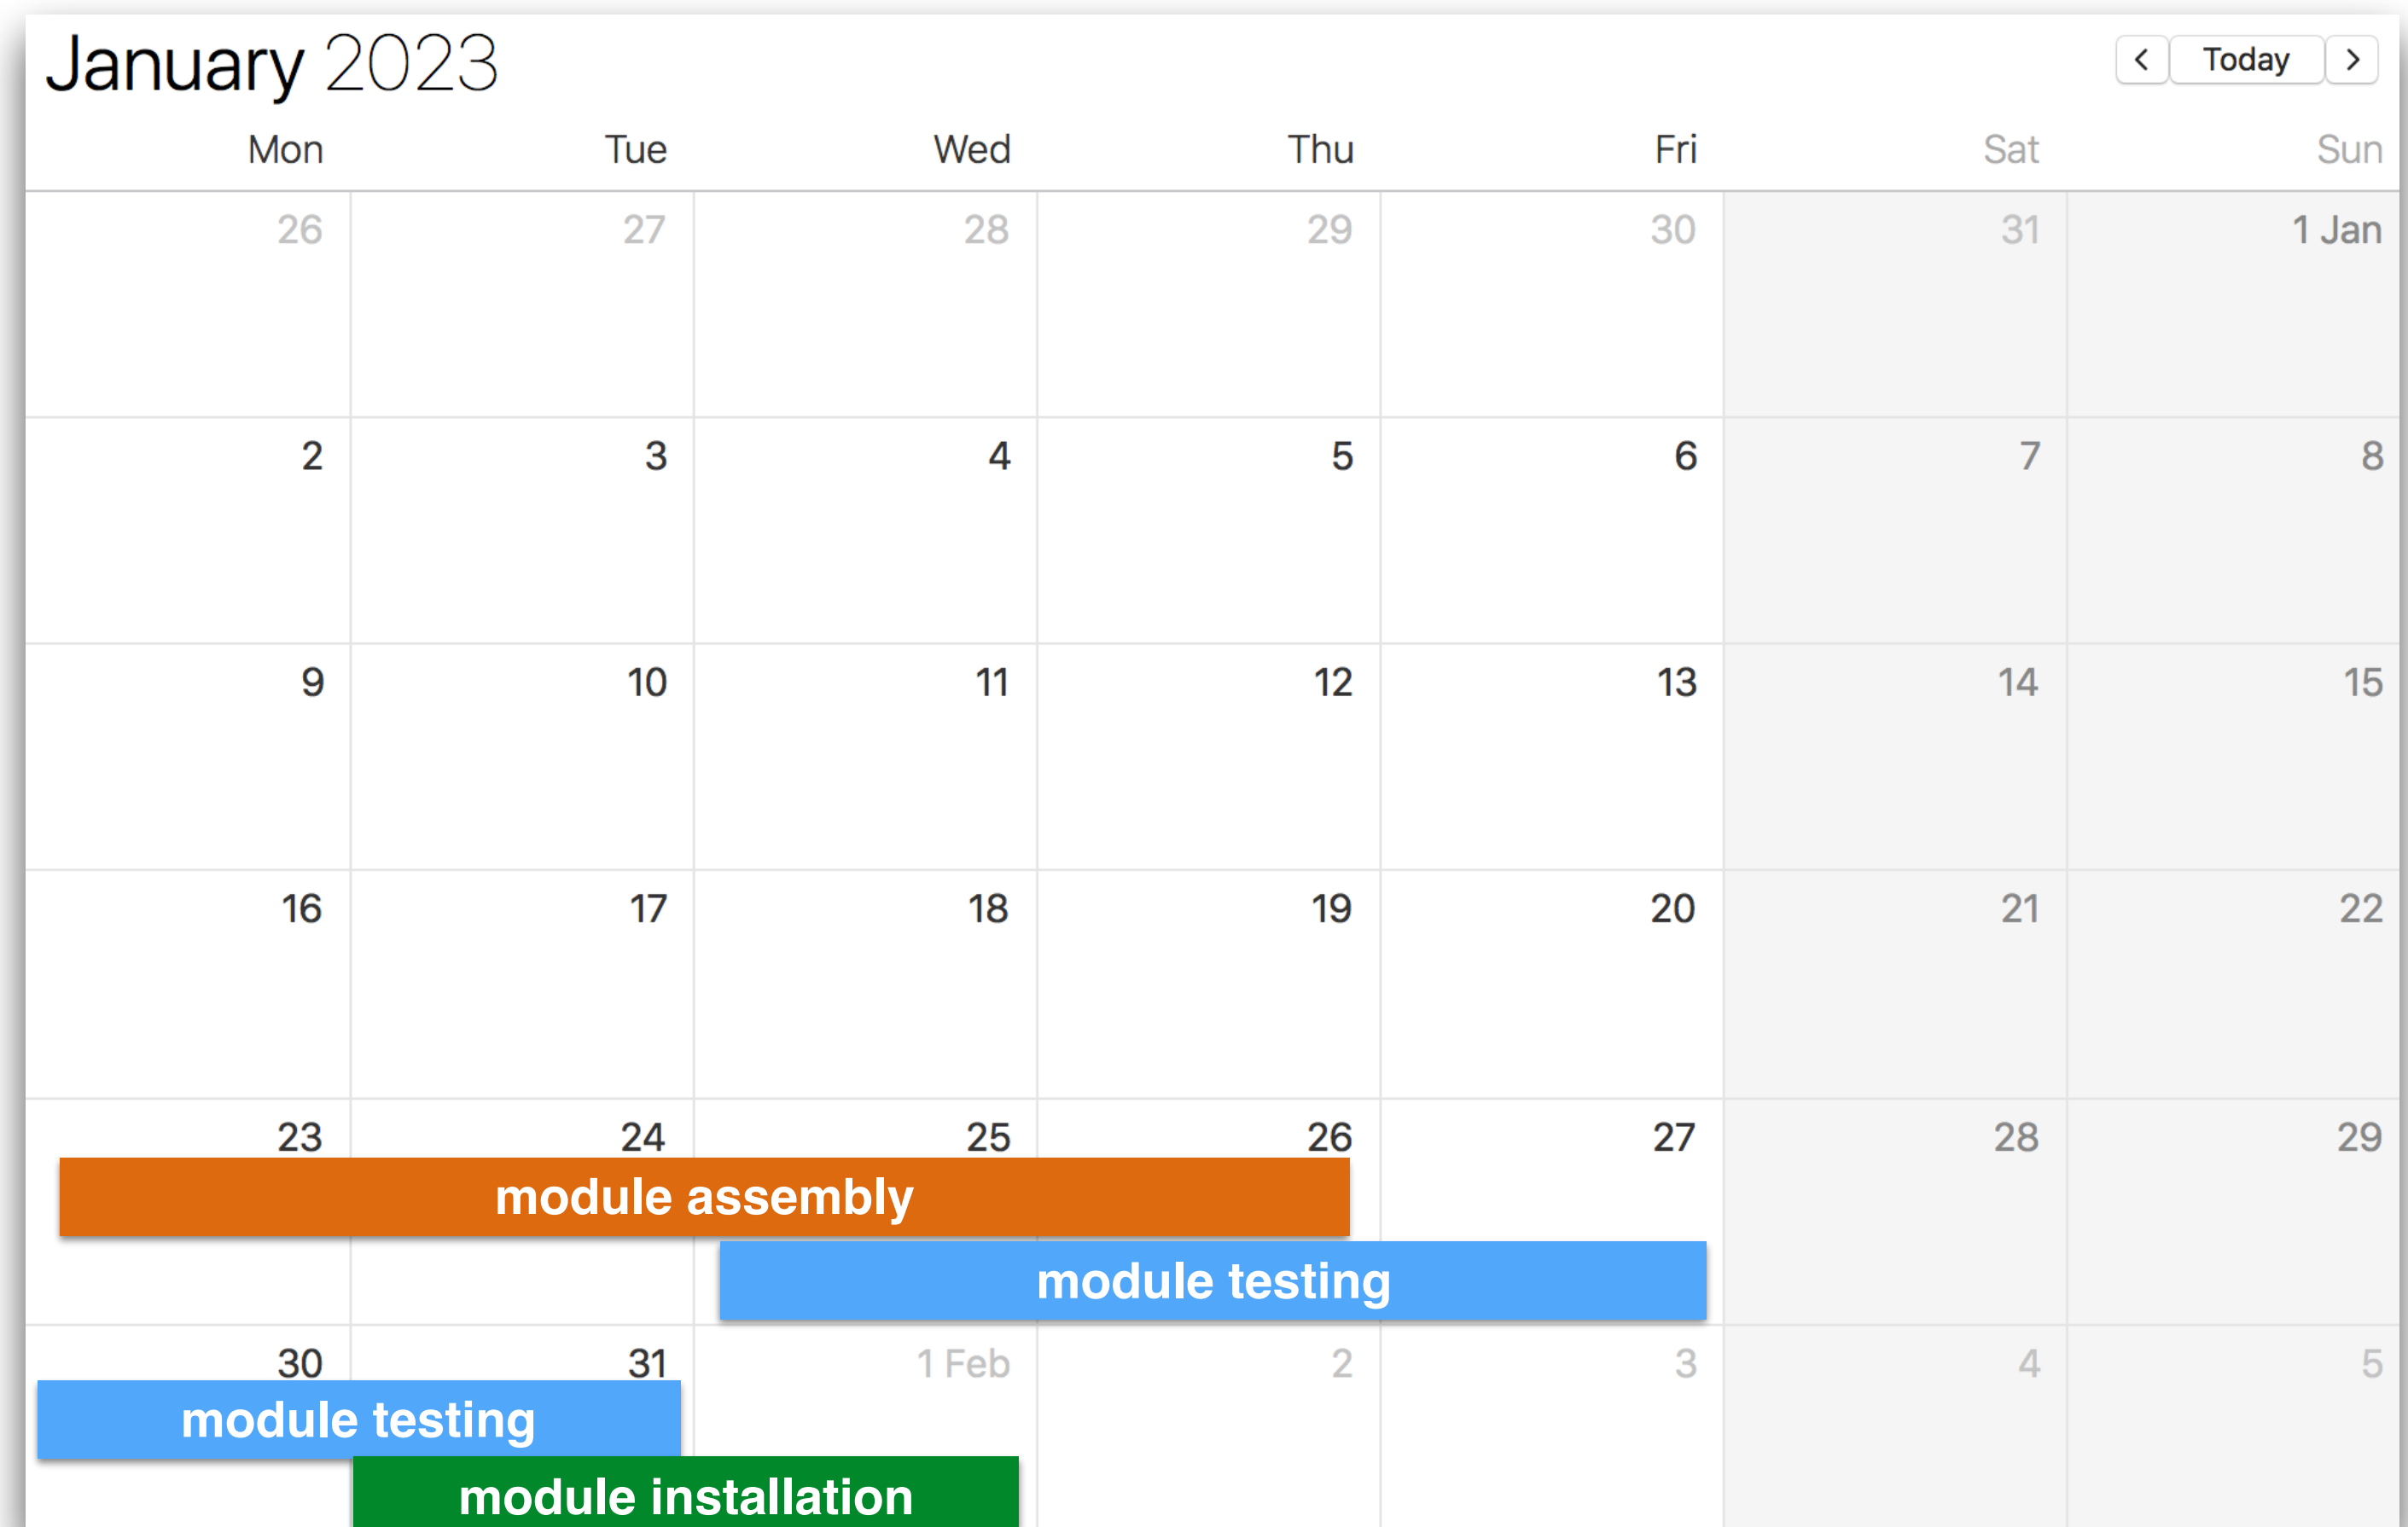 January 2023
Today
Mon Tue Wed Thu Fri Sat Sun
26 27 28 29 30 31 1 Jan
2 3 4 5 6 7 8
9 10 11 12 13 14 15
16 17 18 19 20 21 22
23 24 25 26 27 28 29
module assembly
module testing
30 31 1 Feb 2 3 4 5
module testing
module installation